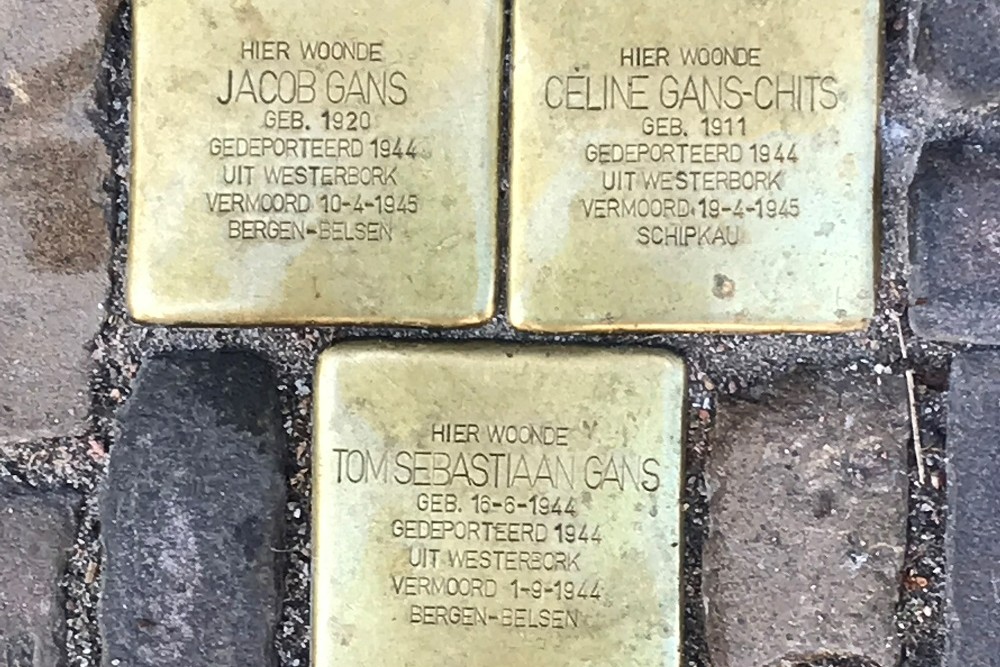 HIER WOONDE
JACOB GANS
GEB. 1920
GEDEPORTEERD 1944
UIT WESTERBORK
VERMOORD 10-4-1945
BERGEN-BELSEN
HIER WOONDE
CÉLINE GANS-CHITS
GEB. 1911
GEDEPORTEERD 1944
UIT WESTERBORK
VERMOORD 19-4-1945
SCHIPKAU
HIER WOONDE
TOM SEBASTIAAN GANS
GEB. 16-6-1944
GEDEPORTEERD 1944
UIT WESTERBORK
VERMOORD 1-9-1944
BERGEN-BELSEN